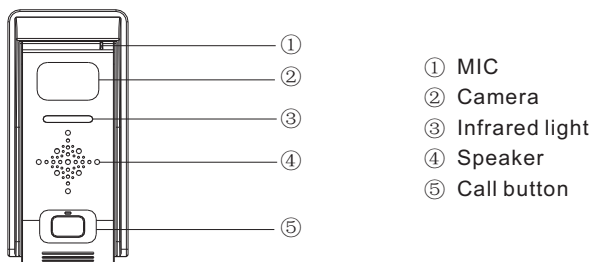 ①
②
③
④
⑤
① MIC
② Camera
③ Infrared light
④ Speaker
⑤ Call button